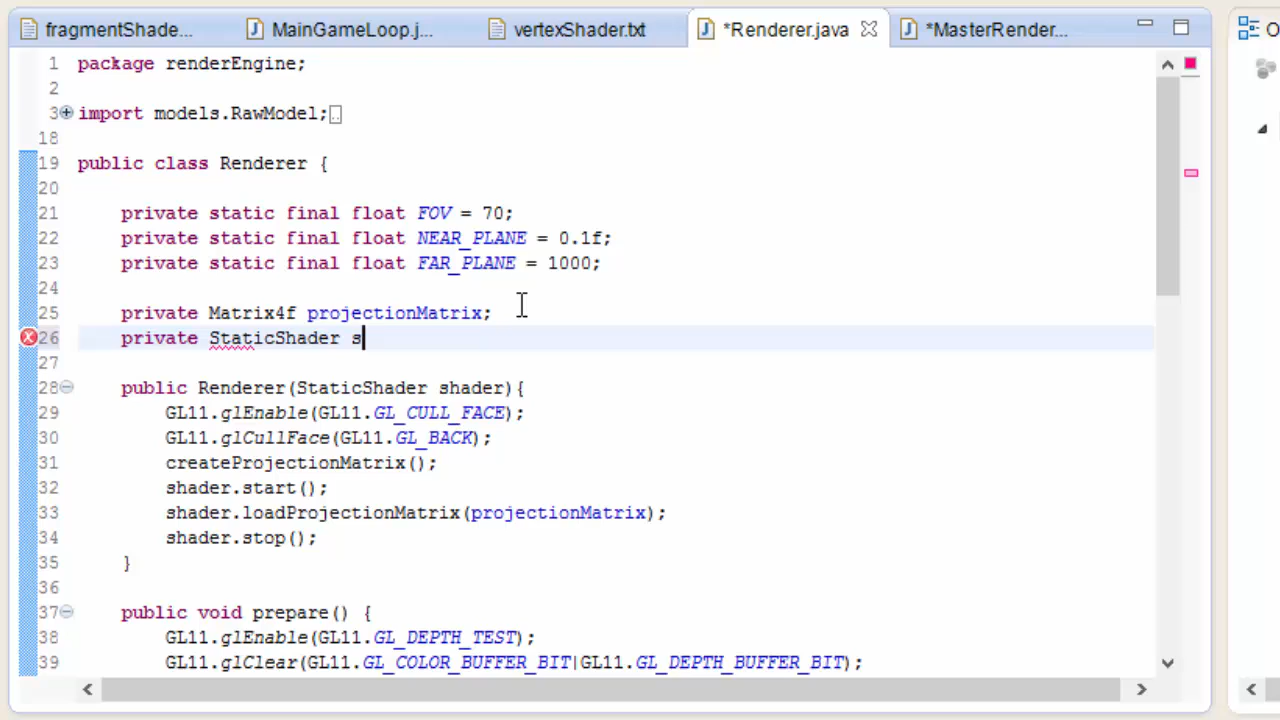 fragmentShade... MainGameLoop.j... vertexShader.txt *Renderer.java *MasterRender... O
1 package renderEngine;
2
3 import models.RawModel;
18
19 public class Renderer {
20
21 private static final float FOV = 70;
22 private static final float NEAR_PLANE = 0.1f;
23 private static final float FAR_PLANE = 1000;
24
25 private Matrix4f projectionMatrix;
26 private StaticShader s
27
28 public Renderer(StaticShader shader){
29 GL11.glEnable(GL11.GL_CULL_FACE);
30 GL11.glCullFace(GL11.GL_BACK);
31 createProjectionMatrix();
32 shader.start();
33 shader.loadProjectionMatrix(projectionMatrix);
34 shader.stop();
35 }
36
37 public void prepare() {
38 GL11.glEnable(GL11.GL_DEPTH_TEST);
39 GL11.glClear(GL11.GL_COLOR_BUFFER_BIT|GL11.GL_DEPTH_BUFFER_BIT);